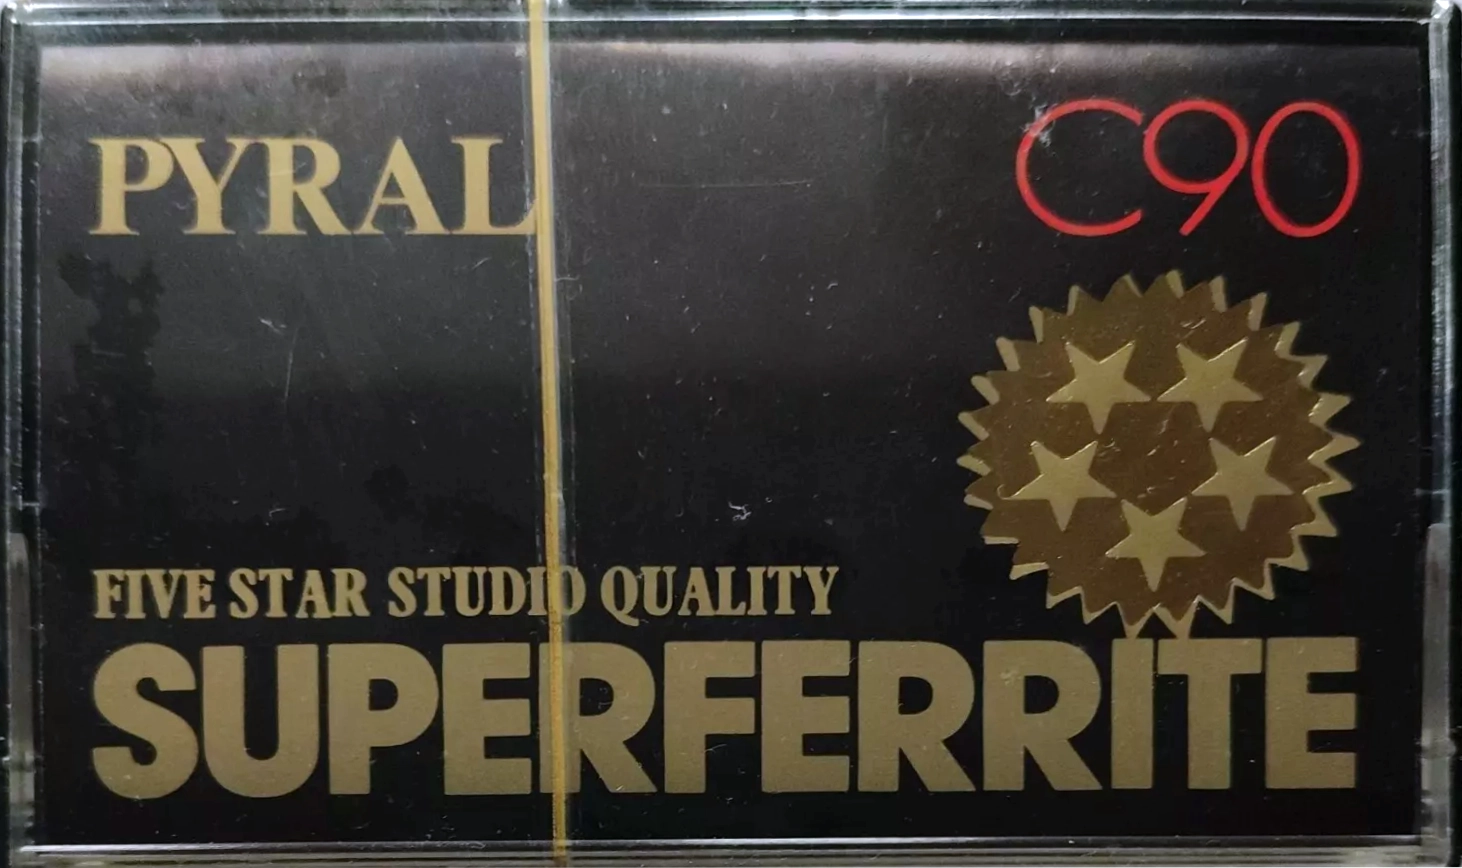 PYRAL
C90
FIVE STAR STUDIO QUALITY
SUPERFERRITE